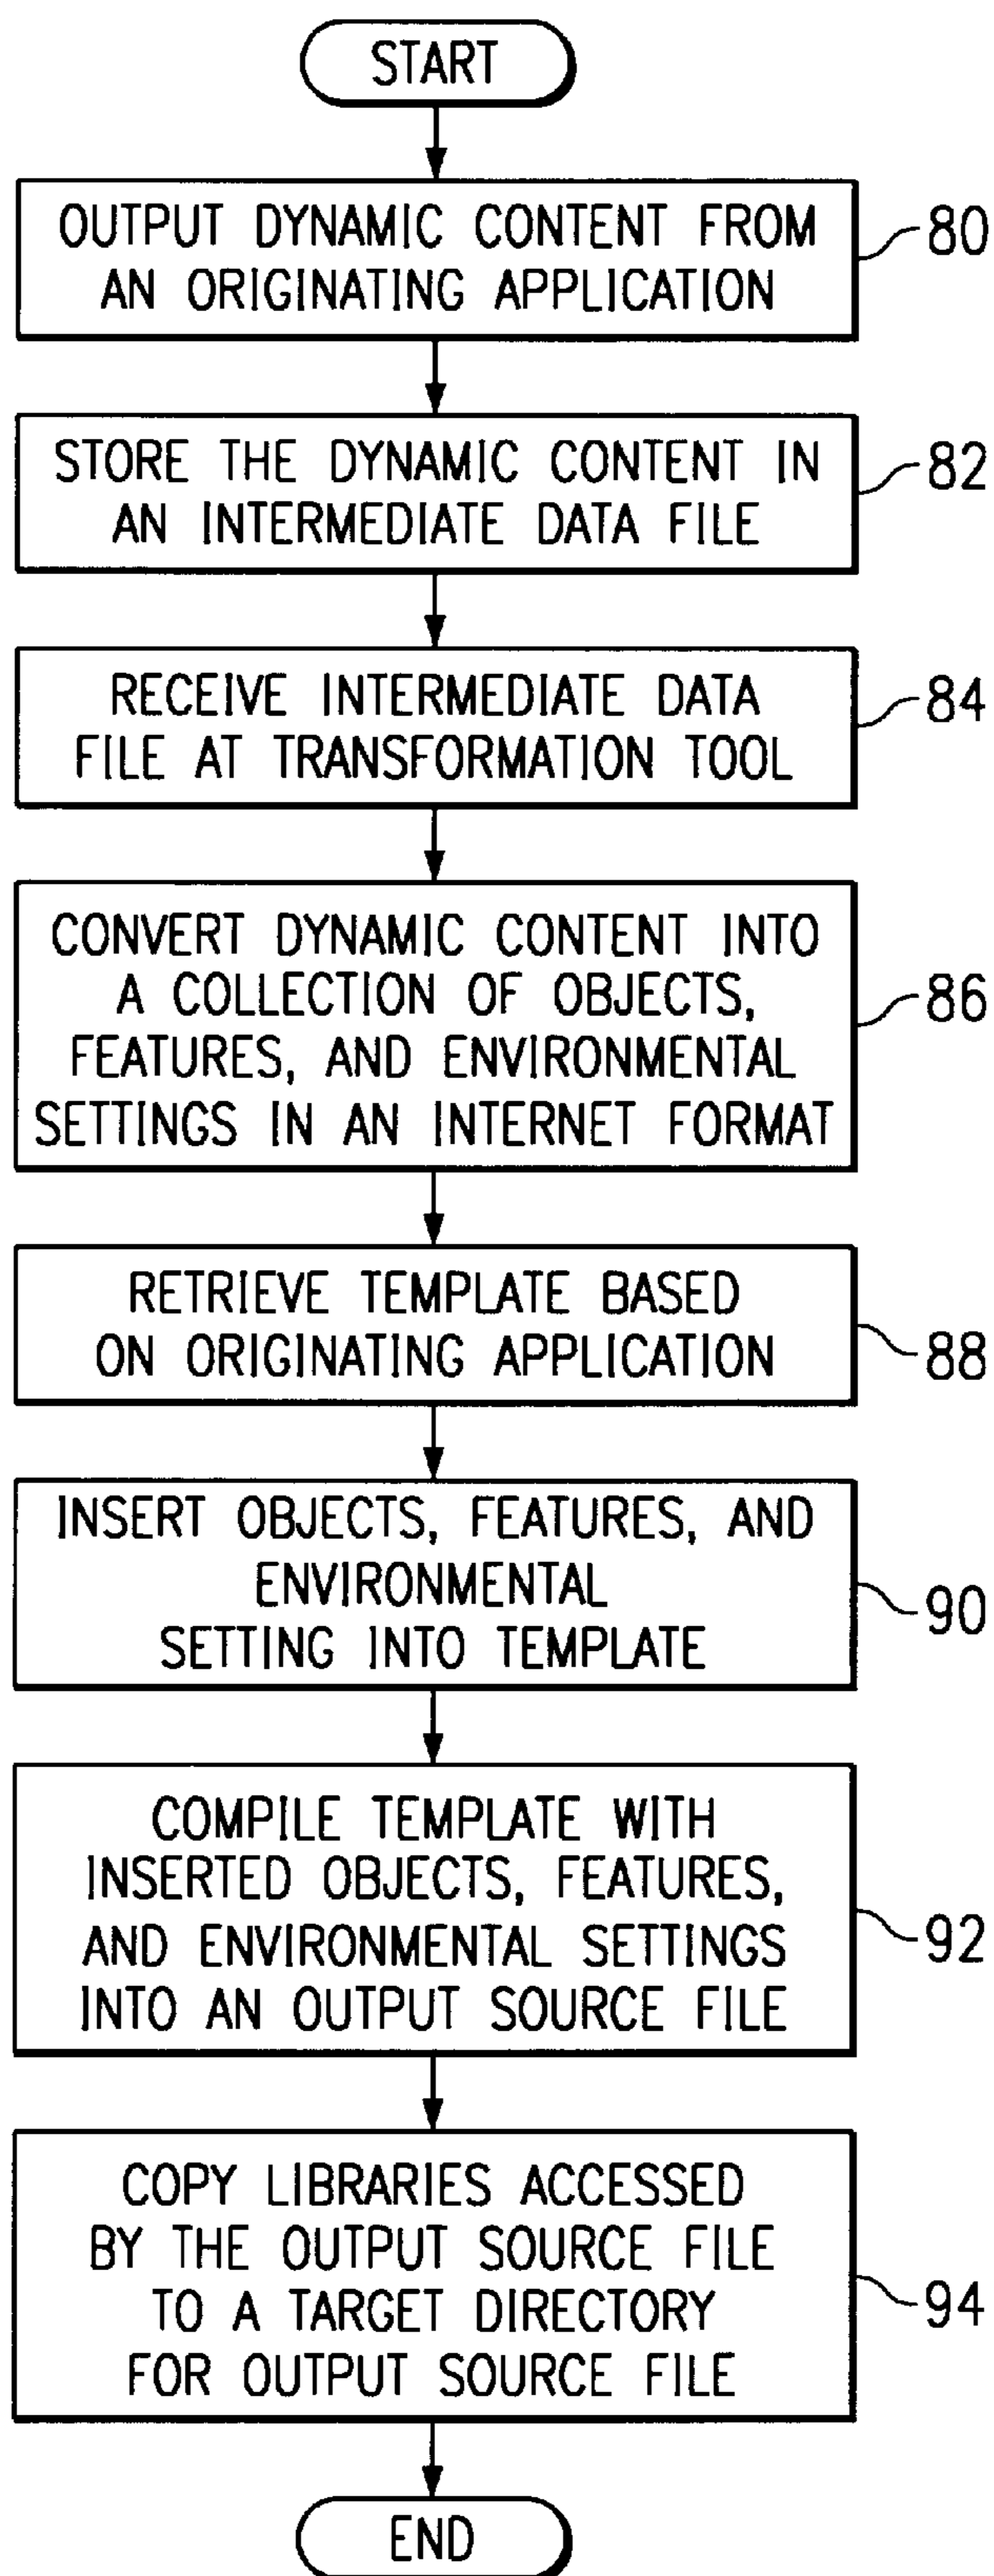 START
OUTPUT DYNAMIC CONTENT FROM
AN ORIGINATING APPLICATION
80
STORE THE DYNAMIC CONTENT IN
AN INTERMEDIATE DATA FILE
82
RECEIVE INTERMEDIATE DATA
FILE AT TRANSFORMATION TOOL
84
CONVERT DYNAMIC CONTENT INTO
A COLLECTION OF OBJECTS,
FEATURES, AND ENVIRONMENTAL
SETTINGS IN AN INTERNET FORMAT
86
RETRIEVE TEMPLATE BASED
ON ORIGINATING APPLICATION
88
INSERT OBJECTS, FEATURES, AND
ENVIRONMENTAL
SETTING INTO TEMPLATE
90
COMPILE TEMPLATE WITH
INSERTED OBJECTS, FEATURES,
AND ENVIRONMENTAL SETTINGS
INTO AN OUTPUT SOURCE FILE
92
COPY LIBRARIES ACCESSED
BY THE OUTPUT SOURCE FILE
TO A TARGET DIRECTORY
FOR OUTPUT SOURCE FILE
94
END